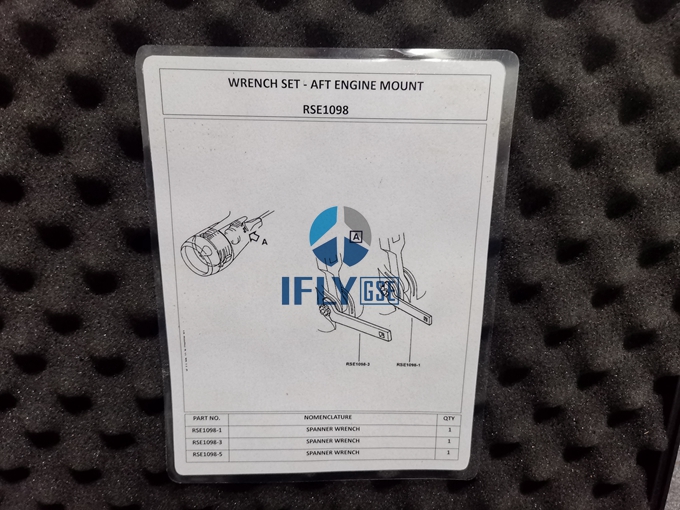 WRENCH SET - AFT ENGINE MOUNT
RSE1098
A
A
IFLY GSE
RSE1098-3 RSE1098-1
PART NO. NOMENCLATURE QTY
RSE1098-1 SPANNER WRENCH 1
RSE1098-3 SPANNER WRENCH 1
RSE1098-5 SPANNER WRENCH 1